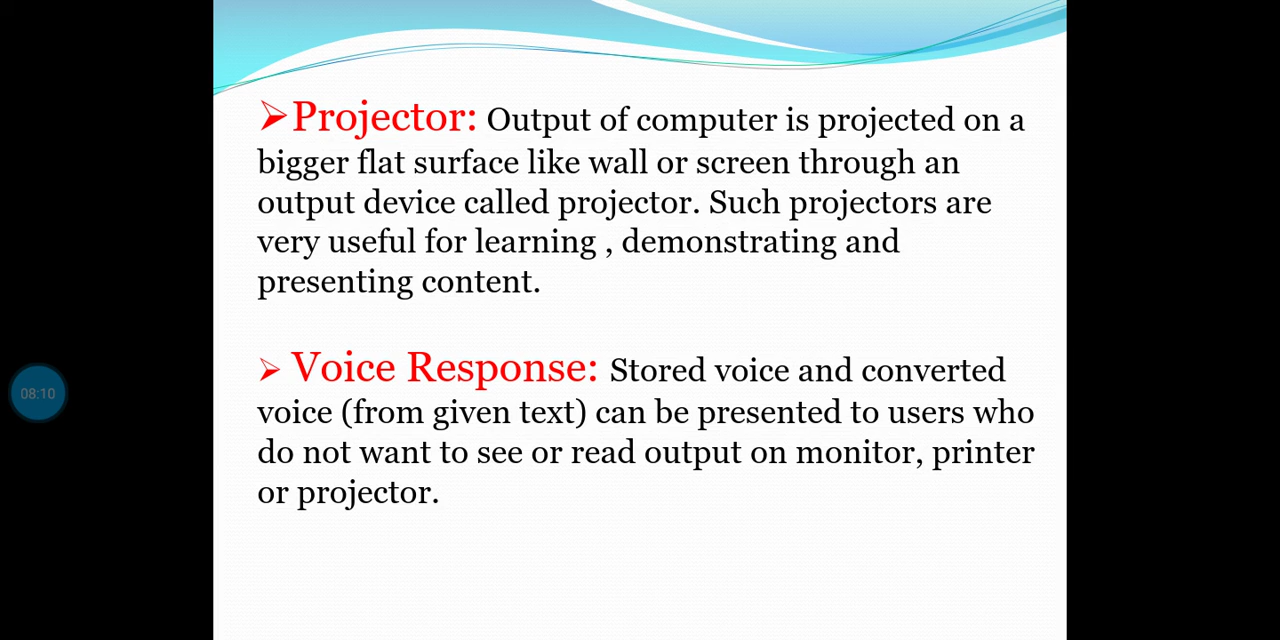 ➢Projector: Output of computer is projected on a
bigger flat surface like wall or screen through an
output device called projector. Such projectors are
very useful for learning , demonstrating and
presenting content.
➢ Voice Response: Stored voice and converted
voice (from given text) can be presented to users who
do not want to see or read output on monitor, printer
or projector.
08:10